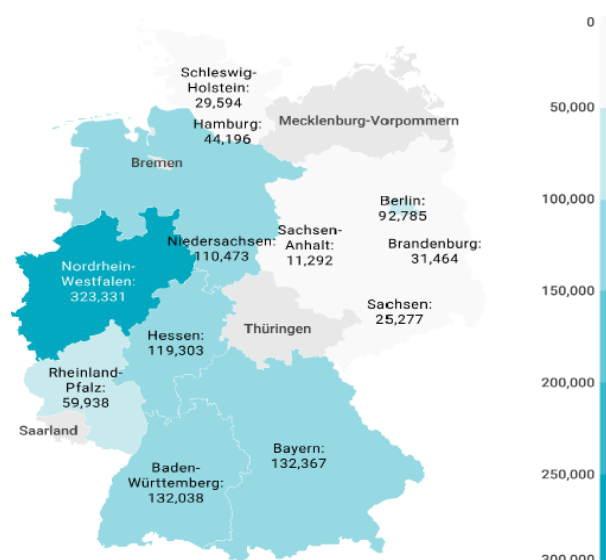 Schleswig-
Holstein:
29,594
Hamburg:
44,196
Mecklenburg-Vorpommern
Bremen
Berlin:
92,785
Niedersachsen:
110,473
Sachsen-
Anhalt:
11,292
Brandenburg:
31,464
Nordrhein-
Westfalen:
323,331
Sachsen:
25,277
Thüringen
Hessen:
119,303
Rheinland-
Pfalz:
59,938
Saarland
Bayern:
132,367
Baden-
Württemberg:
132,038
0
50,000
100,000
150,000
200,000
250,000
300,000